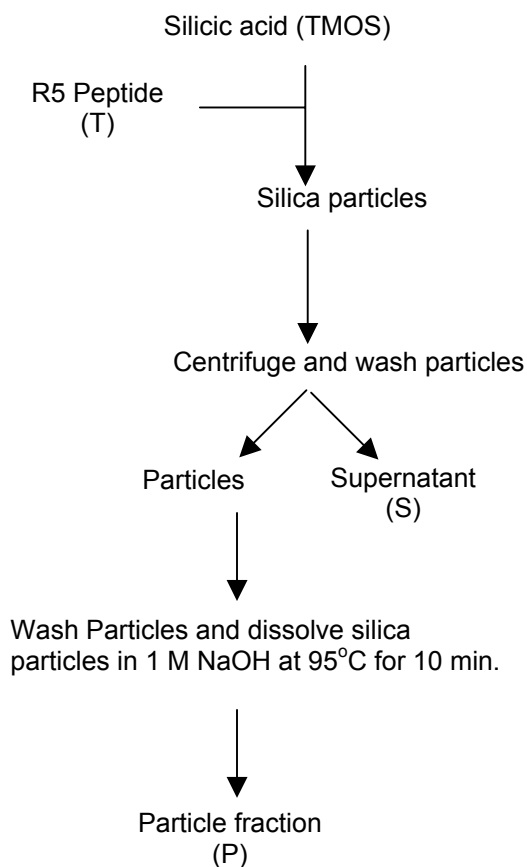 Silicic acid (TMOS)
R5 Peptide
(T)
Silica particles
Centrifuge and wash particles
Particles
Supernatant
(S)
Wash Particles and dissolve silica
particles in 1 M NaOH at 95°C for 10 min.
Particle fraction
(P)